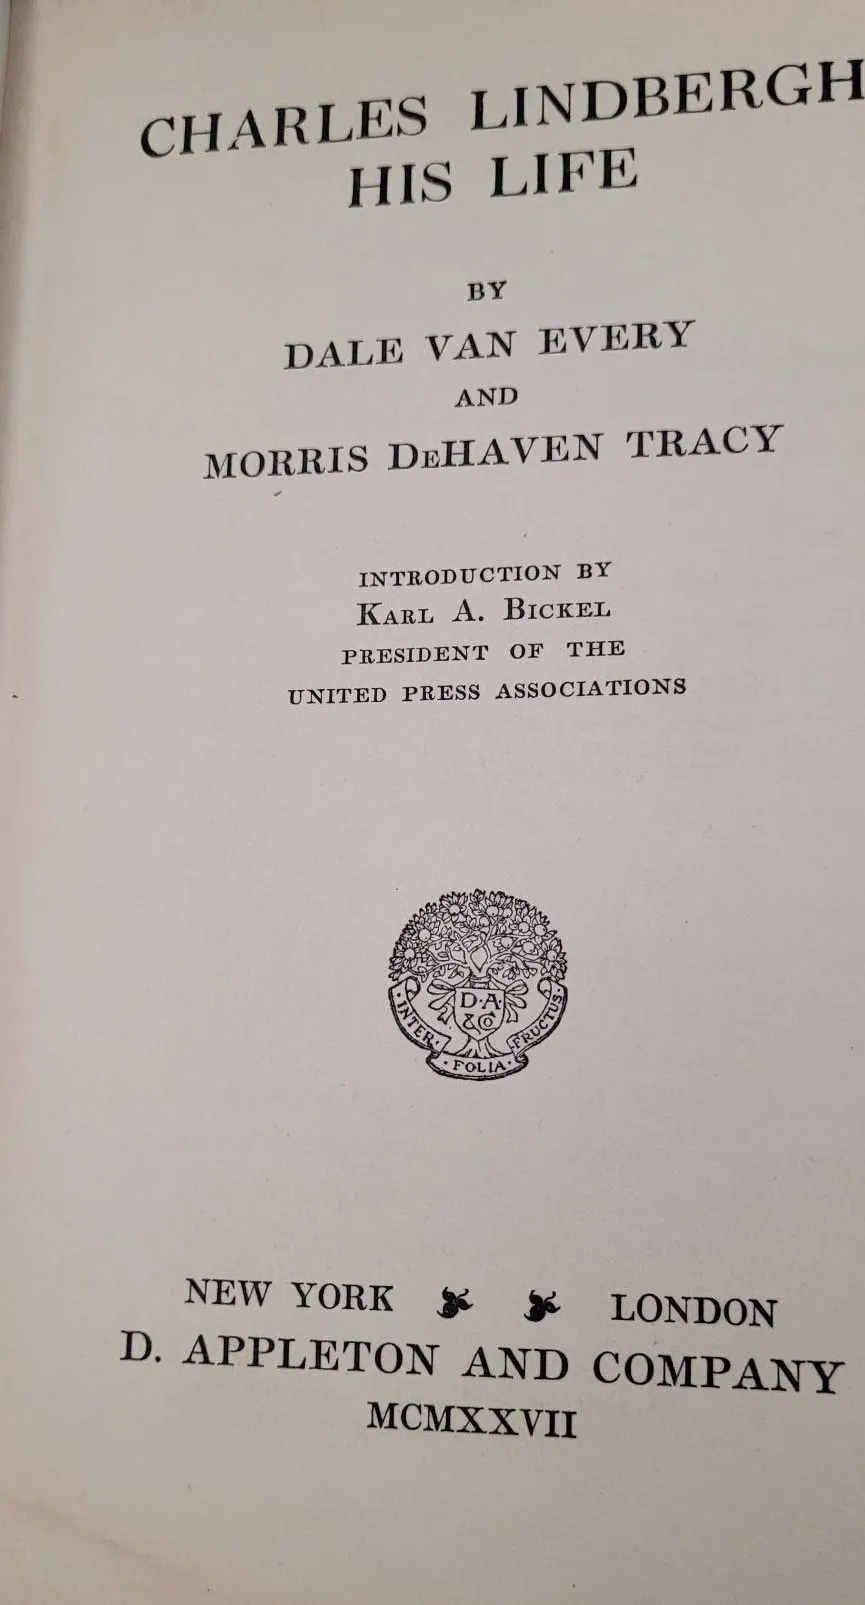 CHARLES LINDBERGH
HIS LIFE
BY
DALE VAN EVERY
AND
MORRIS DEHAVEN TRACY
INTRODUCTION BY
KARL A. BICKEL
PRESIDENT OF THE
UNITED PRESS ASSOCIATIONS
D·A·
&Co
·INTER·
·FOLIA·
·FRUCTUS·
NEW YORK LONDON
D. APPLETON AND COMPANY
MCMXXVII